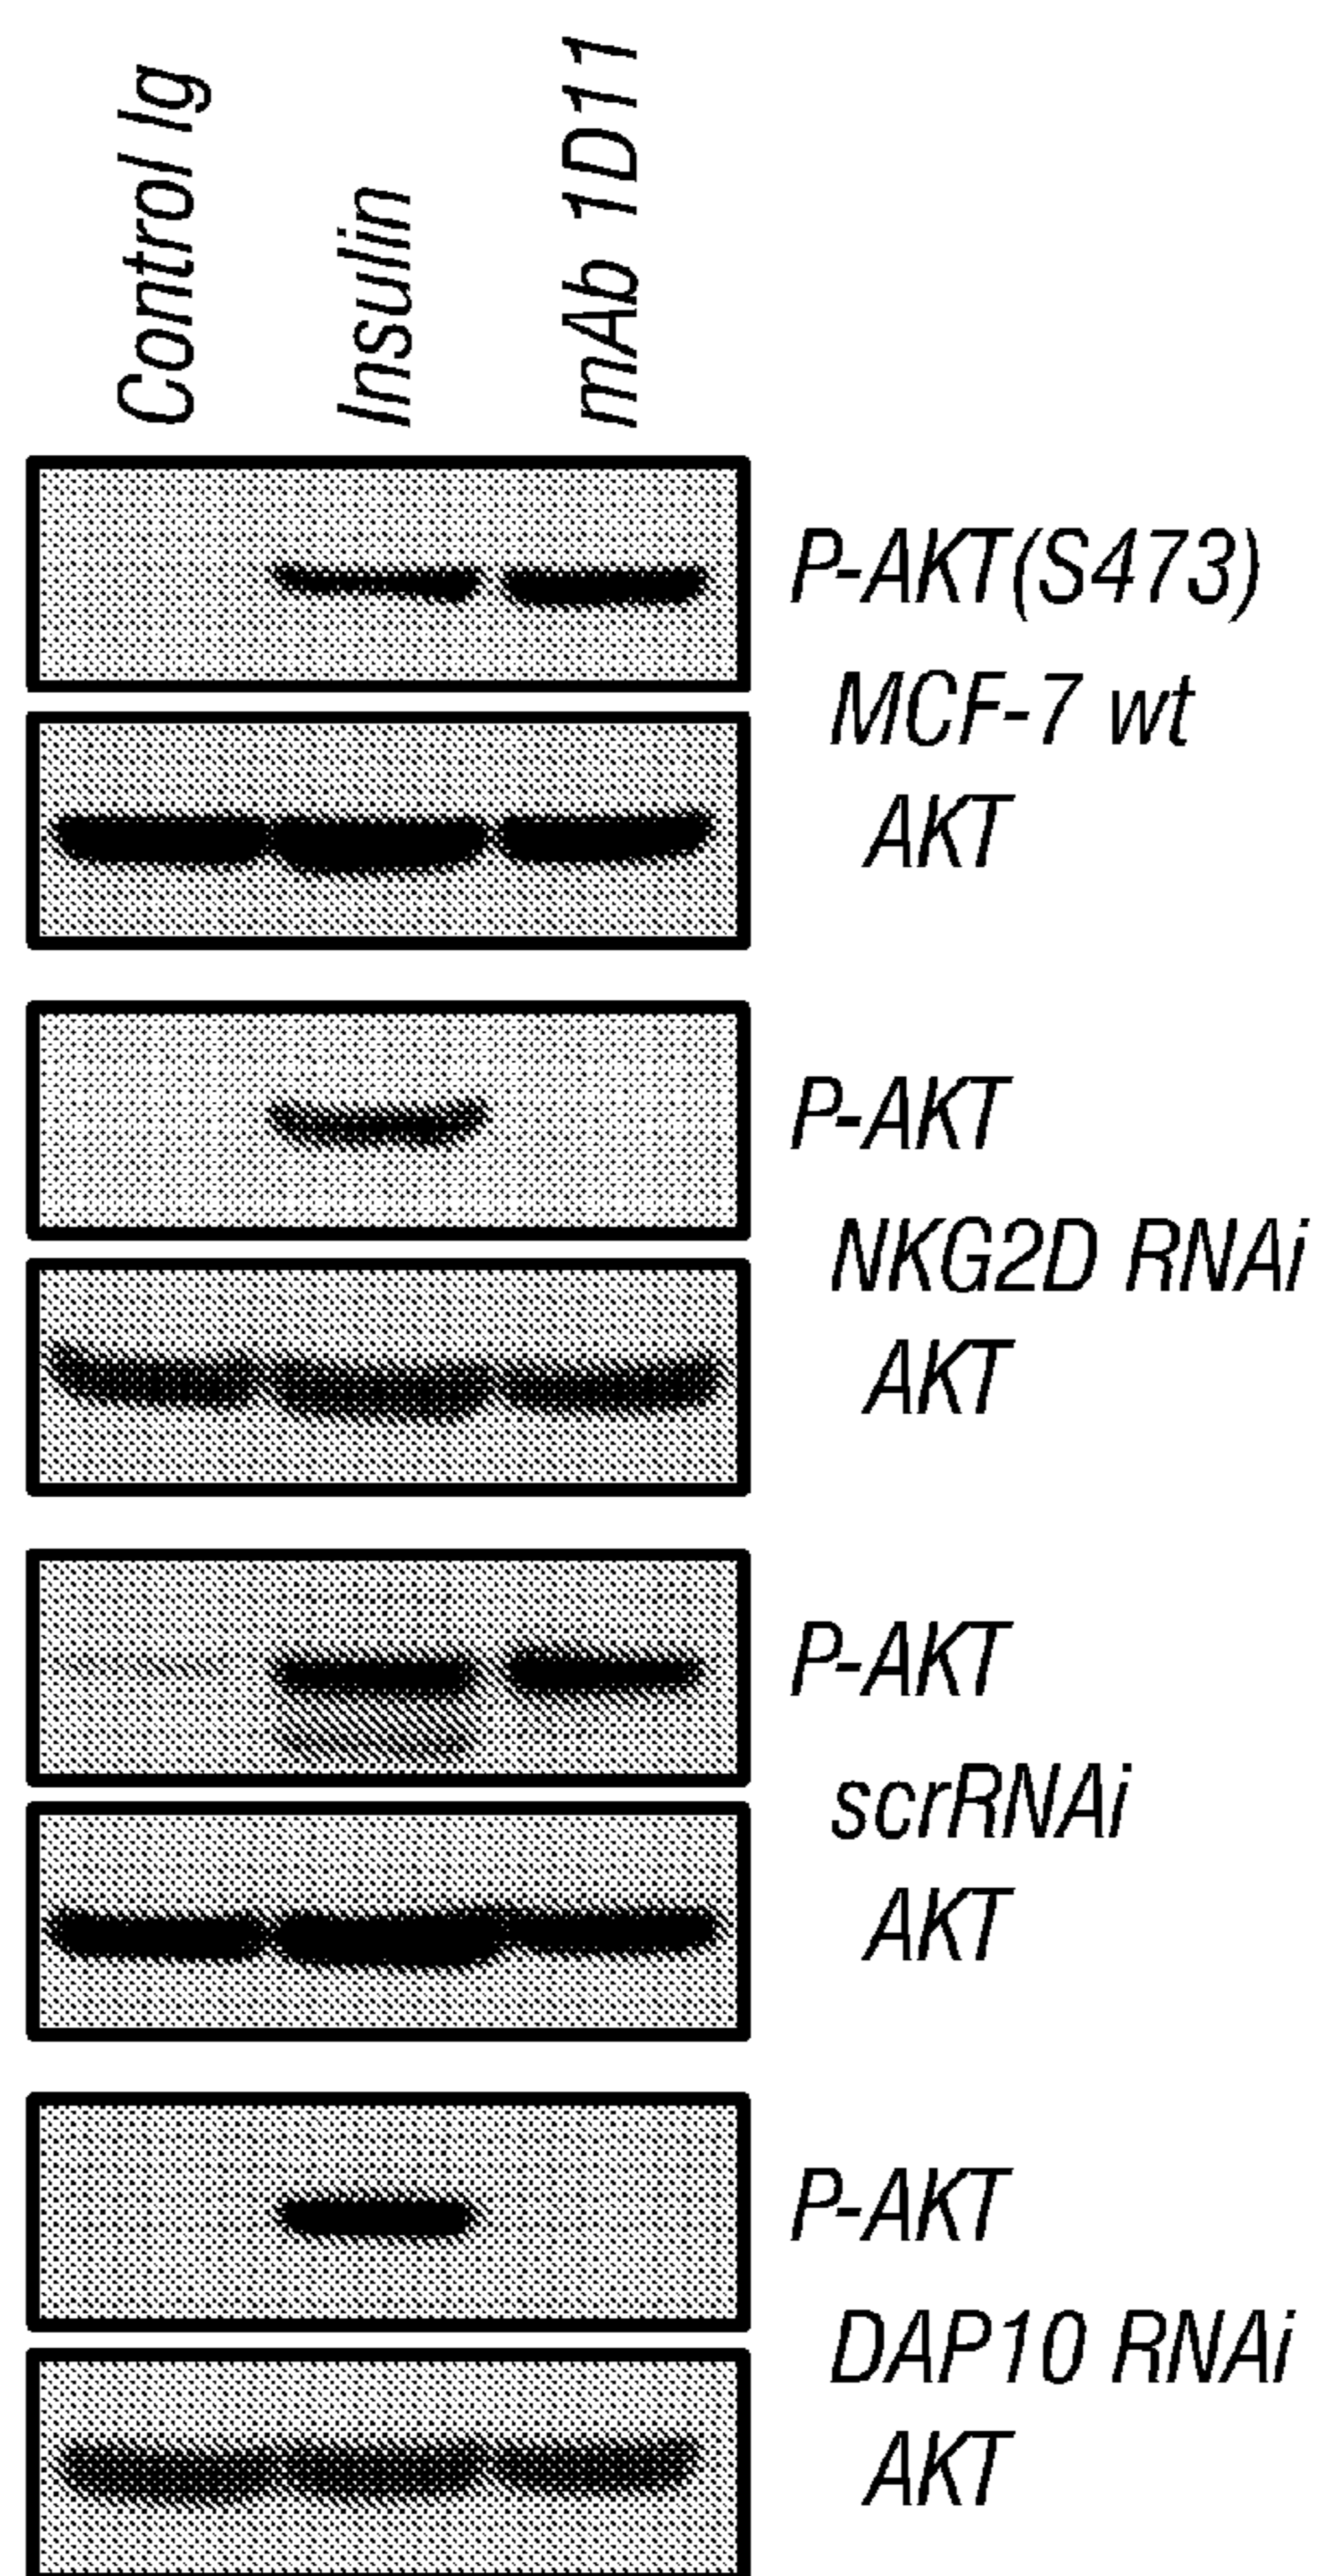 Control Ig
Insulin
mAb 1D11
P-AKT(S473)
MCF-7 wt
AKT
P-AKT
NKG2D RNAi
AKT
P-AKT
scrRNAi
AKT
P-AKT
DAP10 RNAi
AKT